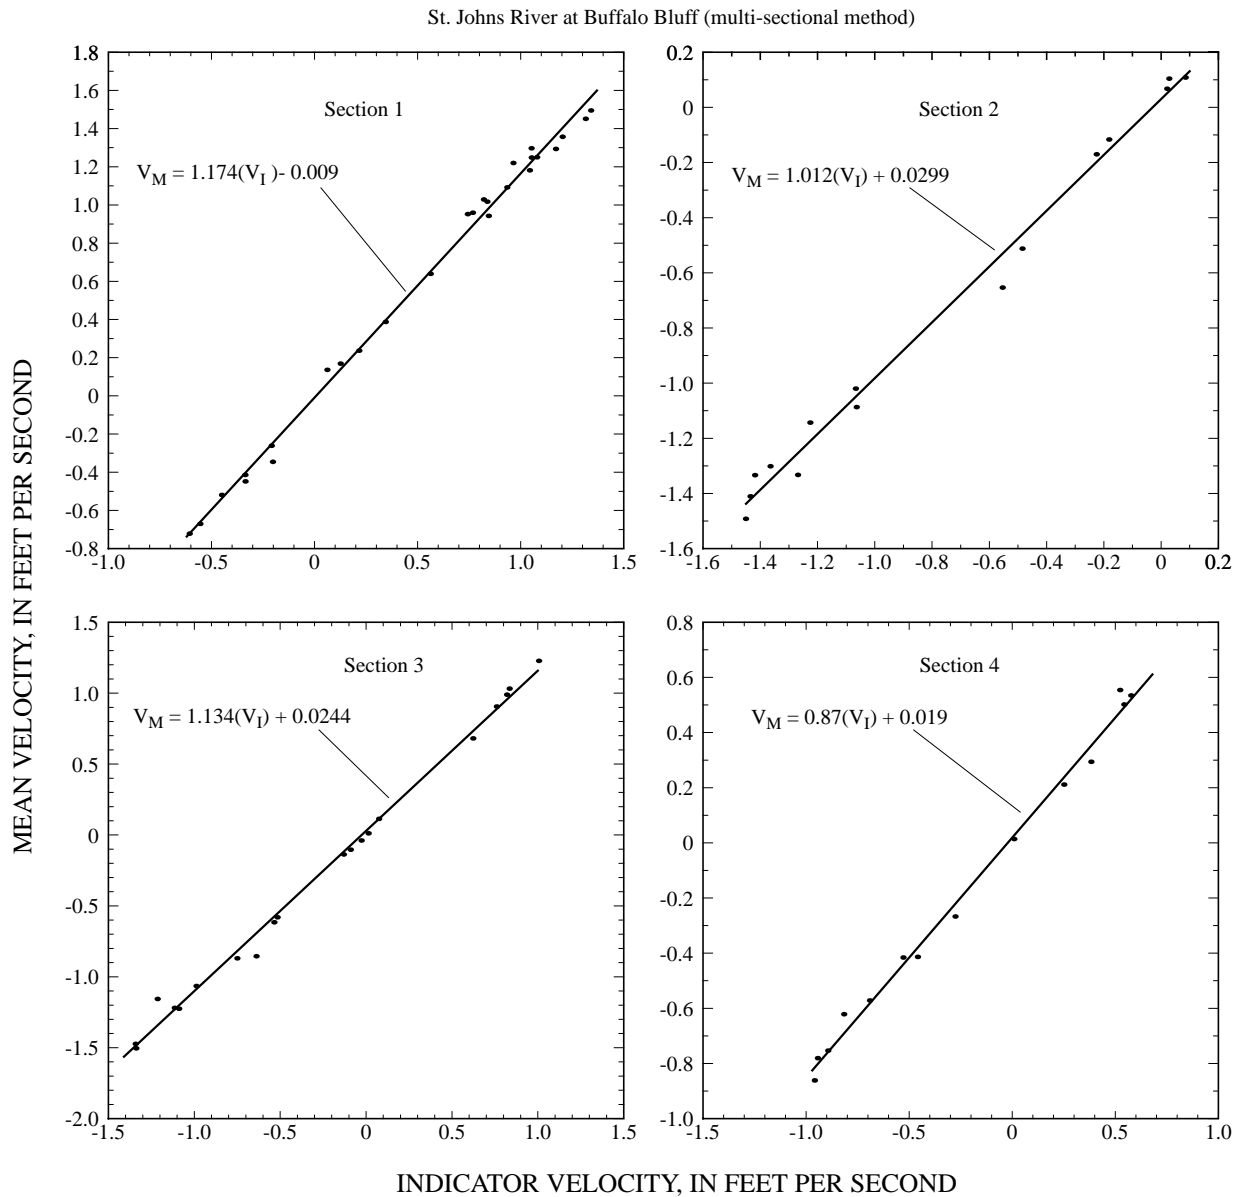 St. Johns River at Buffalo Bluff (multi-sectional method)
Section 1
V_M = 1.174(V_I ) - 0.009
1.8
1.6
1.4
1.2
1.0
0.8
0.6
0.4
0.2
0
-0.2
-0.4
-0.6
-0.8
-1.0 -0.5 0 0.5 1.0 1.5
Section 2
V_M = 1.012(V_I) + 0.0299
0.2
0
-0.2
-0.4
-0.6
-0.8
-1.0
-1.2
-1.4
-1.6
-1.6 -1.4 -1.2 -1.0 -0.8 -0.6 -0.4 -0.2 0 0.2
Section 3
V_M = 1.134(V_I) + 0.0244
1.5
1.0
0.5
0
-0.5
-1.0
-1.5
-2.0
-1.5 -1.0 -0.5 0 0.5 1.0 1.5
Section 4
V_M = 0.87(V_I) + 0.019
0.8
0.6
0.4
0.2
0
-0.2
-0.4
-0.6
-0.8
-1.0
-1.5 -1.0 -0.5 0 0.5 1.0
MEAN VELOCITY, IN FEET PER SECOND
INDICATOR VELOCITY, IN FEET PER SECOND